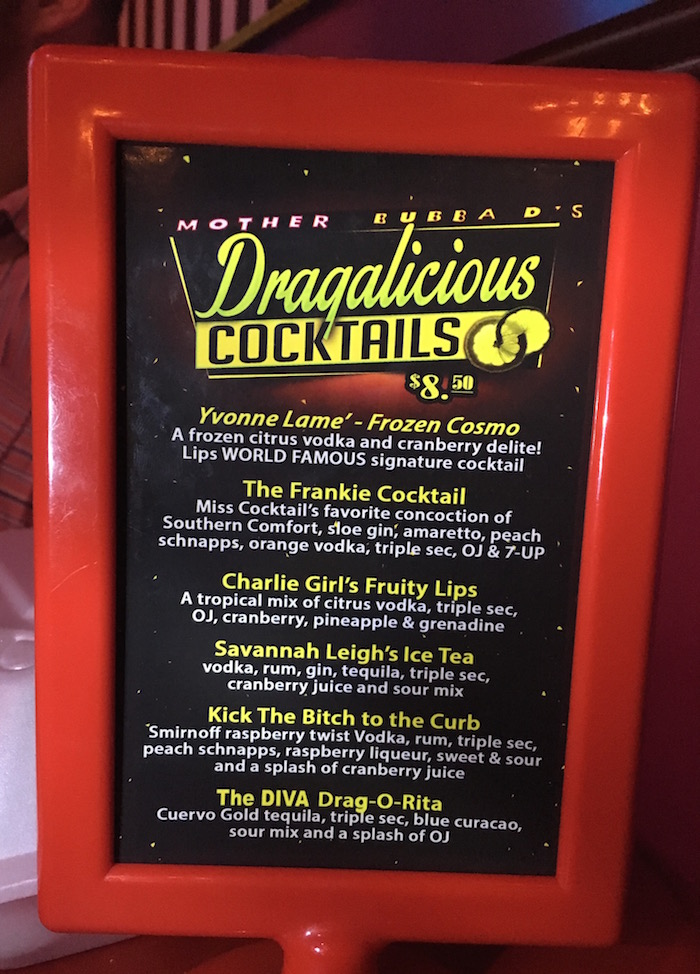 MOTHER BUBBA D'S
Dragalicious
COCKTAILS
$8.50
Yvonne Lame' - Frozen Cosmo
A frozen citrus vodka and cranberry delite!
Lips WORLD FAMOUS signature cocktail
The Frankie Cocktail
Miss Cocktail's favorite concoction of
Southern Comfort, sloe gin, amaretto, peach
schnapps, orange vodka, triple sec, OJ & 7-UP
Charlie Girl's Fruity Lips
A tropical mix of citrus vodka, triple sec,
OJ, cranberry, pineapple & grenadine
Savannah Leigh's Ice Tea
vodka, rum, gin, tequila, triple sec,
cranberry juice and sour mix
Kick The Bitch to the Curb
Smirnoff raspberry twist Vodka, rum, triple sec,
peach schnapps, raspberry liqueur, sweet & sour
and a splash of cranberry juice
The DIVA Drag-O-Rita
Cuervo Gold tequila, triple sec, blue curacao,
sour mix and a splash of OJ